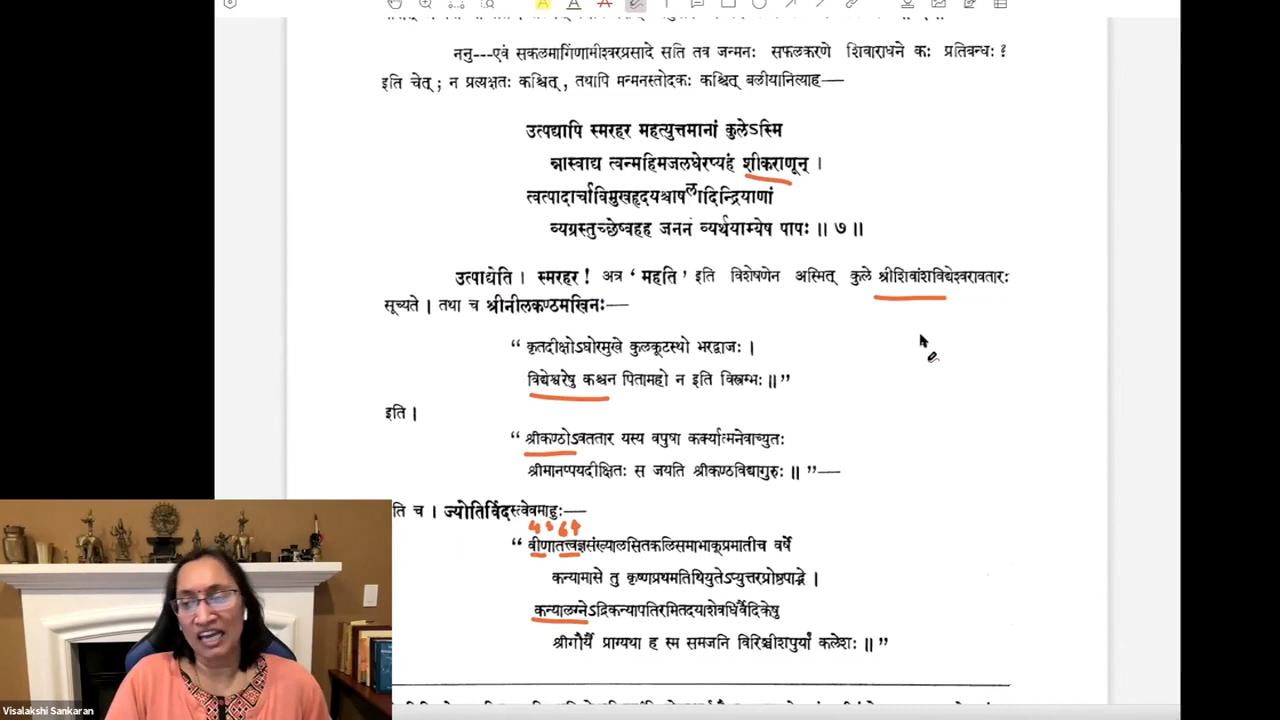 ननु---एवं सकलमार्गिणामीश्वरप्रसादे सति तव जन्मनः सफलकरणे शिवाराधने कः प्रतिबन्धः?
इति चेत्; न प्रत्यक्षतः कश्चित्, तथापि मन्मनस्तोदकः कश्चित् बलीयानित्याह—
उत्पद्यापि स्मरहर महत्युत्तमानां कुलेऽस्मि
न्नास्वाद्य त्वन्महिमजलधेरप्यहं शीकराणून् ।
त्वत्पादार्चाविमुखहृदयश्चापलादिन्द्रियाणां
व्यग्रस्तुच्छेष्वहह जननं व्यर्थयाम्येष पापः ॥ ७ ॥
उत्पाद्येति । स्मरहर ! अत्र ‘ महति ’ इति विशेषणेन अस्मित् कुले श्रीशिवांशविद्येश्वरावतारः
सूच्यते । तथा च श्रीनीलकण्ठमखिनः—
“ कृतदीक्षोऽघोरमुखे कुलकूटस्थो भरद्वाजः ।
विद्येश्वरेषु कश्चन पितामहो न इति विस्रम्भः ॥ ”
इति ।
“ श्रीकण्ठोऽवततार यस्य वपुषा कर्क्यात्मनेवाच्युतः
श्रीमानप्पयदीक्षितः स जयति श्रीकण्ठविद्यागुरुः ॥ ”—
ति च । ज्योतिर्विदस्त्वेवमाहुः—
“ वीणातत्त्वज्ञसंख्यालसितकलिसमाभाक्प्रमातीच वर्षे
कन्यामासे तु कृष्णप्रथमतिथियुतेऽप्युत्तरप्रोष्ठपाद्भे ।
कन्यालग्नेऽद्रिकन्यापतिरमितदयाशेवधिर्वैदिकेषु
श्रीगौर्यै प्राग्यथा ह स्म समजनि विरिञ्चीशपुर्यां कलेशः ॥ ”
Visalakshi Sankaran